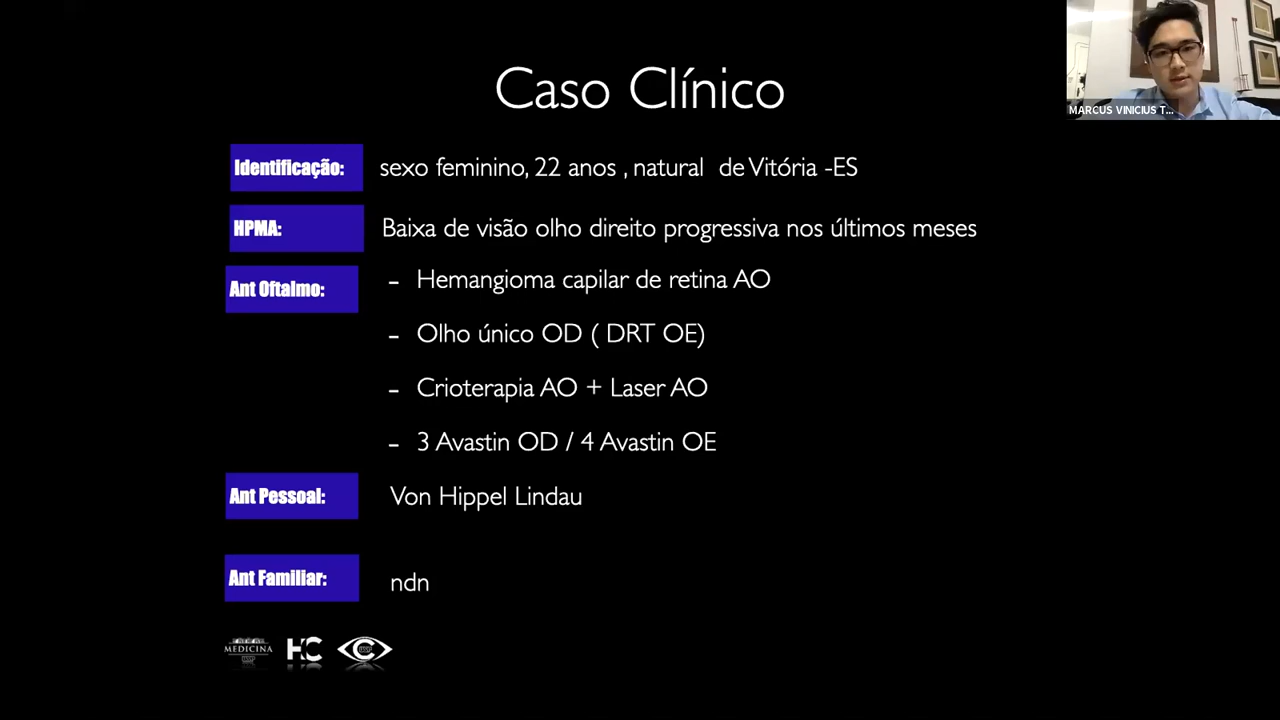 Caso Clínico
MARCUS VINICIUS T...
Identificação: sexo feminino, 22 anos , natural de Vitória -ES
HPMA: Baixa de visão olho direito progressiva nos últimos meses
Ant Oftalmo: - Hemangioma capilar de retina AO
- Olho único OD ( DRT OE)
- Crioterapia AO + Laser AO
- 3 Avastin OD / 4 Avastin OE
Ant Pessoal: Von Hippel Lindau
Ant Familiar: ndn
MEDICINA
HC